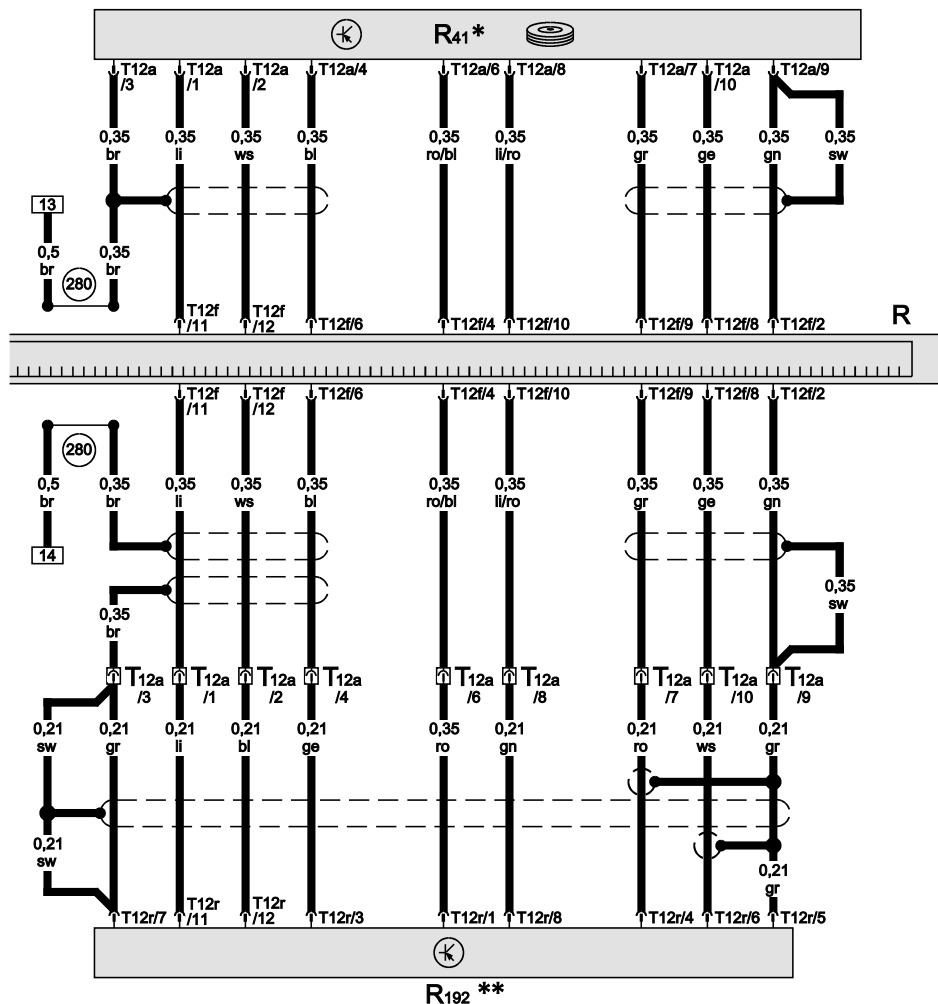 R41*
T12a/3 T12a/1 T12a/2 T12a/4 T12a/6 T12a/8 T12a/7 T12a/10 T12a/9
0,35 0,35 0,35 0,35 0,35 0,35 0,35 0,35 0,35 0,35
br li ws bl ro/bl li/ro gr ge gn sw
13
0,5 0,35
br br
280
T12f/11 T12f/12 T12f/6 T12f/4 T12f/10 T12f/9 T12f/8 T12f/2
R
T12f/11 T12f/12 T12f/6 T12f/4 T12f/10 T12f/9 T12f/8 T12f/2
280
0,5 0,35 0,35 0,35 0,35 0,35 0,35 0,35 0,35 0,35
br br li ws bl ro/bl li/ro gr ge gn
14
0,35
sw
0,35
br
T12a/3 T12a/1 T12a/2 T12a/4 T12a/6 T12a/8 T12a/7 T12a/10 T12a/9
0,21 0,21 0,21 0,21 0,21 0,35 0,21 0,21 0,21 0,21
sw gr li bl ge ro gn ro ws gr
0,21
sw
0,21
gr
T12r/7 T12r/11 T12r/12 T12r/3 T12r/1 T12r/8 T12r/4 T12r/6 T12r/5
R192 **